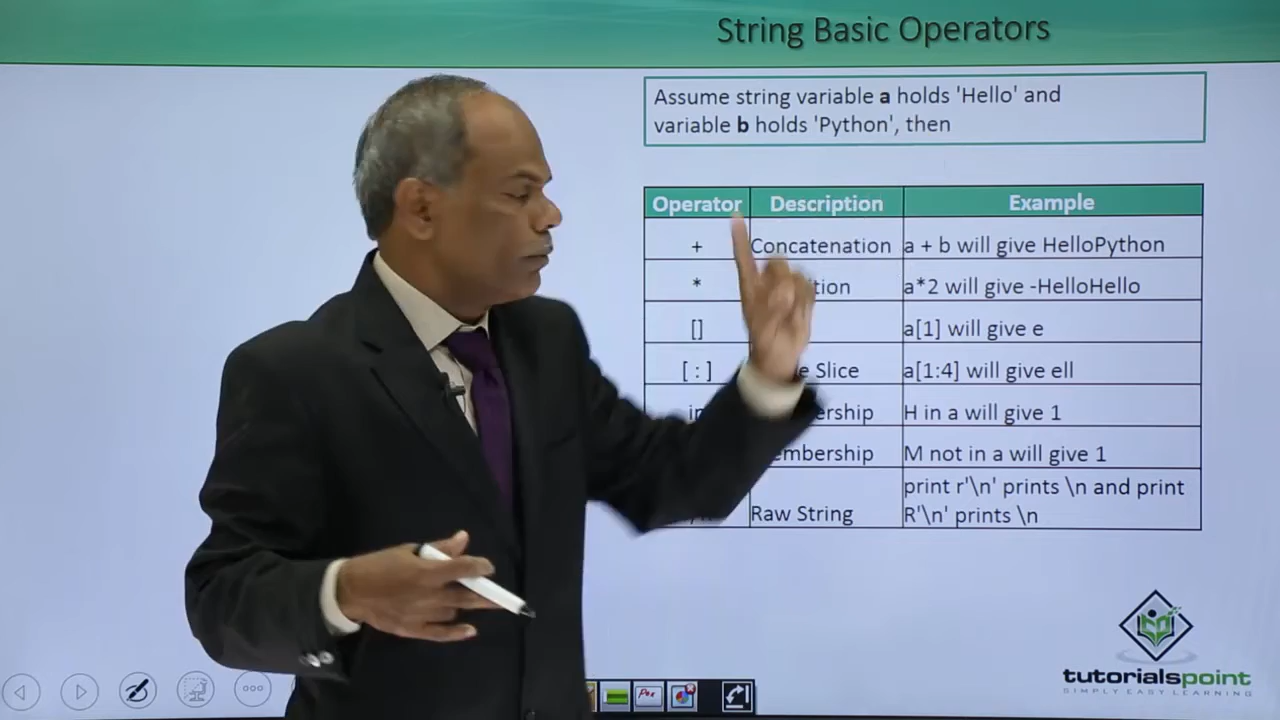 String Basic Operators
Assume string variable a holds 'Hello' and
variable b holds 'Python', then
Operator Description Example
+ Concatenation a + b will give HelloPython
* a*2 will give -HelloHello
[] a[1] will give e
[ : ] Slice a[1:4] will give ell
H in a will give 1
M not in a will give 1
Raw String print r'\n' prints \n and print
R'\n' prints \n
tutorialspoint
SIMPLY EASY LEARNING